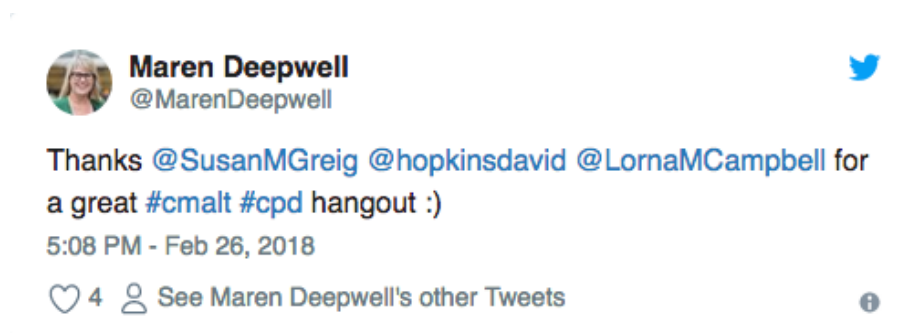 Maren Deepwell
@MarenDeepwell
Thanks @SusanMGreig @hopkinsdavid @LornaMCampbell for
a great #cmalt #cpd hangout :)
5:08 PM - Feb 26, 2018
4 See Maren Deepwell's other Tweets